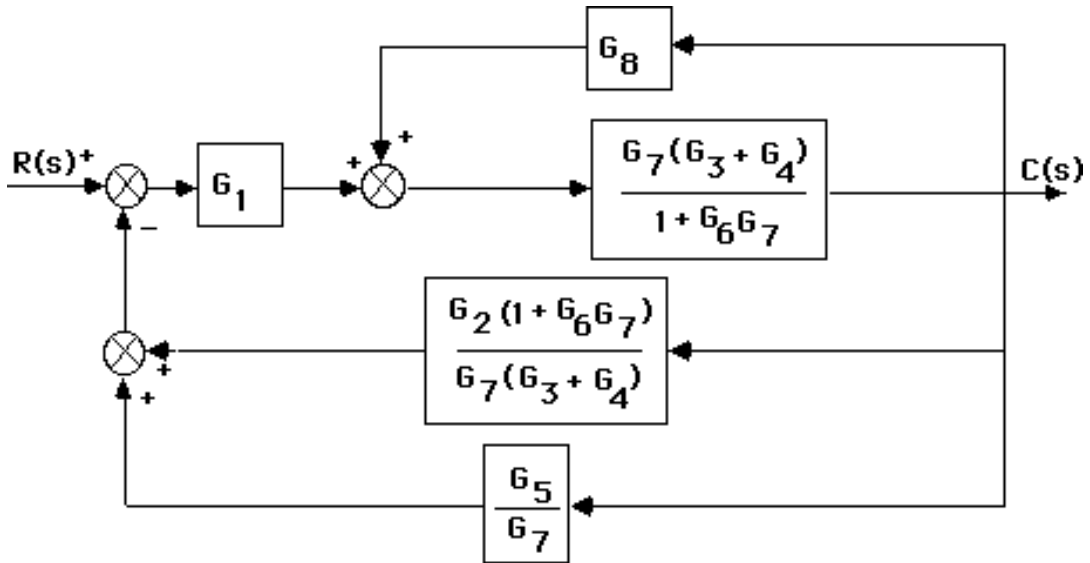 G8
+
R(s)+
G1
+
G7(G3 + G4)
1 + G6G7
C(s)
−
G2(1 + G6G7)
G7(G3 + G4)
+
+
G5
G7